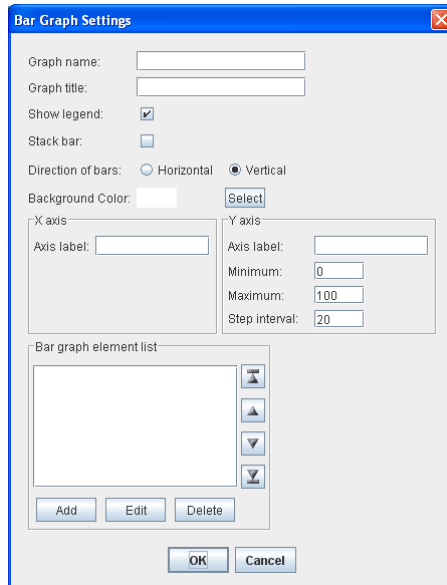 Bar Graph Settings
Graph name:
Graph title:
Show legend:
Stack bar:
Direction of bars: Horizontal Vertical
Background Color: Select
X axis
Axis label:
Y axis
Axis label:
Minimum: 0
Maximum: 100
Step interval: 20
Bar graph element list
Add Edit Delete
OK Cancel